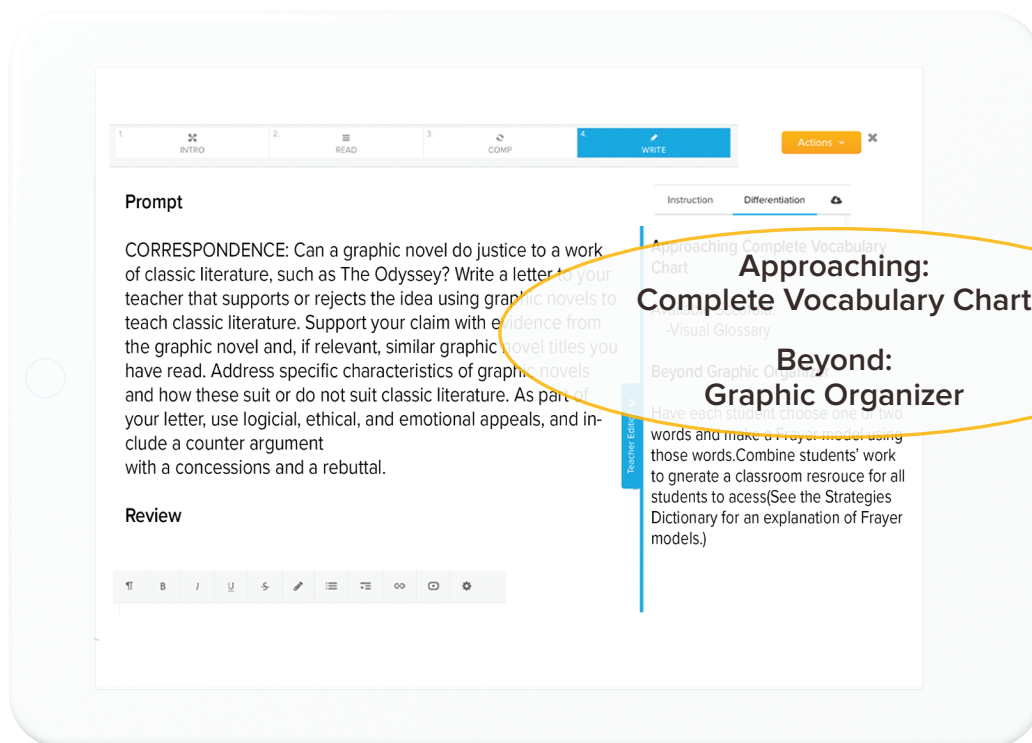 1.
INTRO
2.
READ
3.
COMP
4.
WRITE
Actions
Prompt
CORRESPONDENCE: Can a graphic novel do justice to a work
of classic literature, such as The Odyssey? Write a letter to your
teacher that supports or rejects the idea using graphic novels to
teach classic literature. Support your claim with evidence from
the graphic novel and, if relevant, similar graphic novel titles you
have read. Address specific characteristics of graphic novels
and how these suit or do not suit classic literature. As part of
your letter, use logicial, ethical, and emotional appeals, and in-
clude a counter argument
with a concessions and a rebuttal.
Review
¶ B I U S
Instruction Differentiation
Approaching Complete Vocabulary
Chart
-Visual Glossary
Beyond Graphic Organizer
Have each student choose one of two
words and make a Frayer model using
those words.Combine students' work
to gnerate a classroom resrouce for all
students to acess(See the Strategies
Dictionary for an explanation of Frayer
models.)
Teacher Edition
Approaching:
Complete Vocabulary Chart
Beyond:
Graphic Organizer